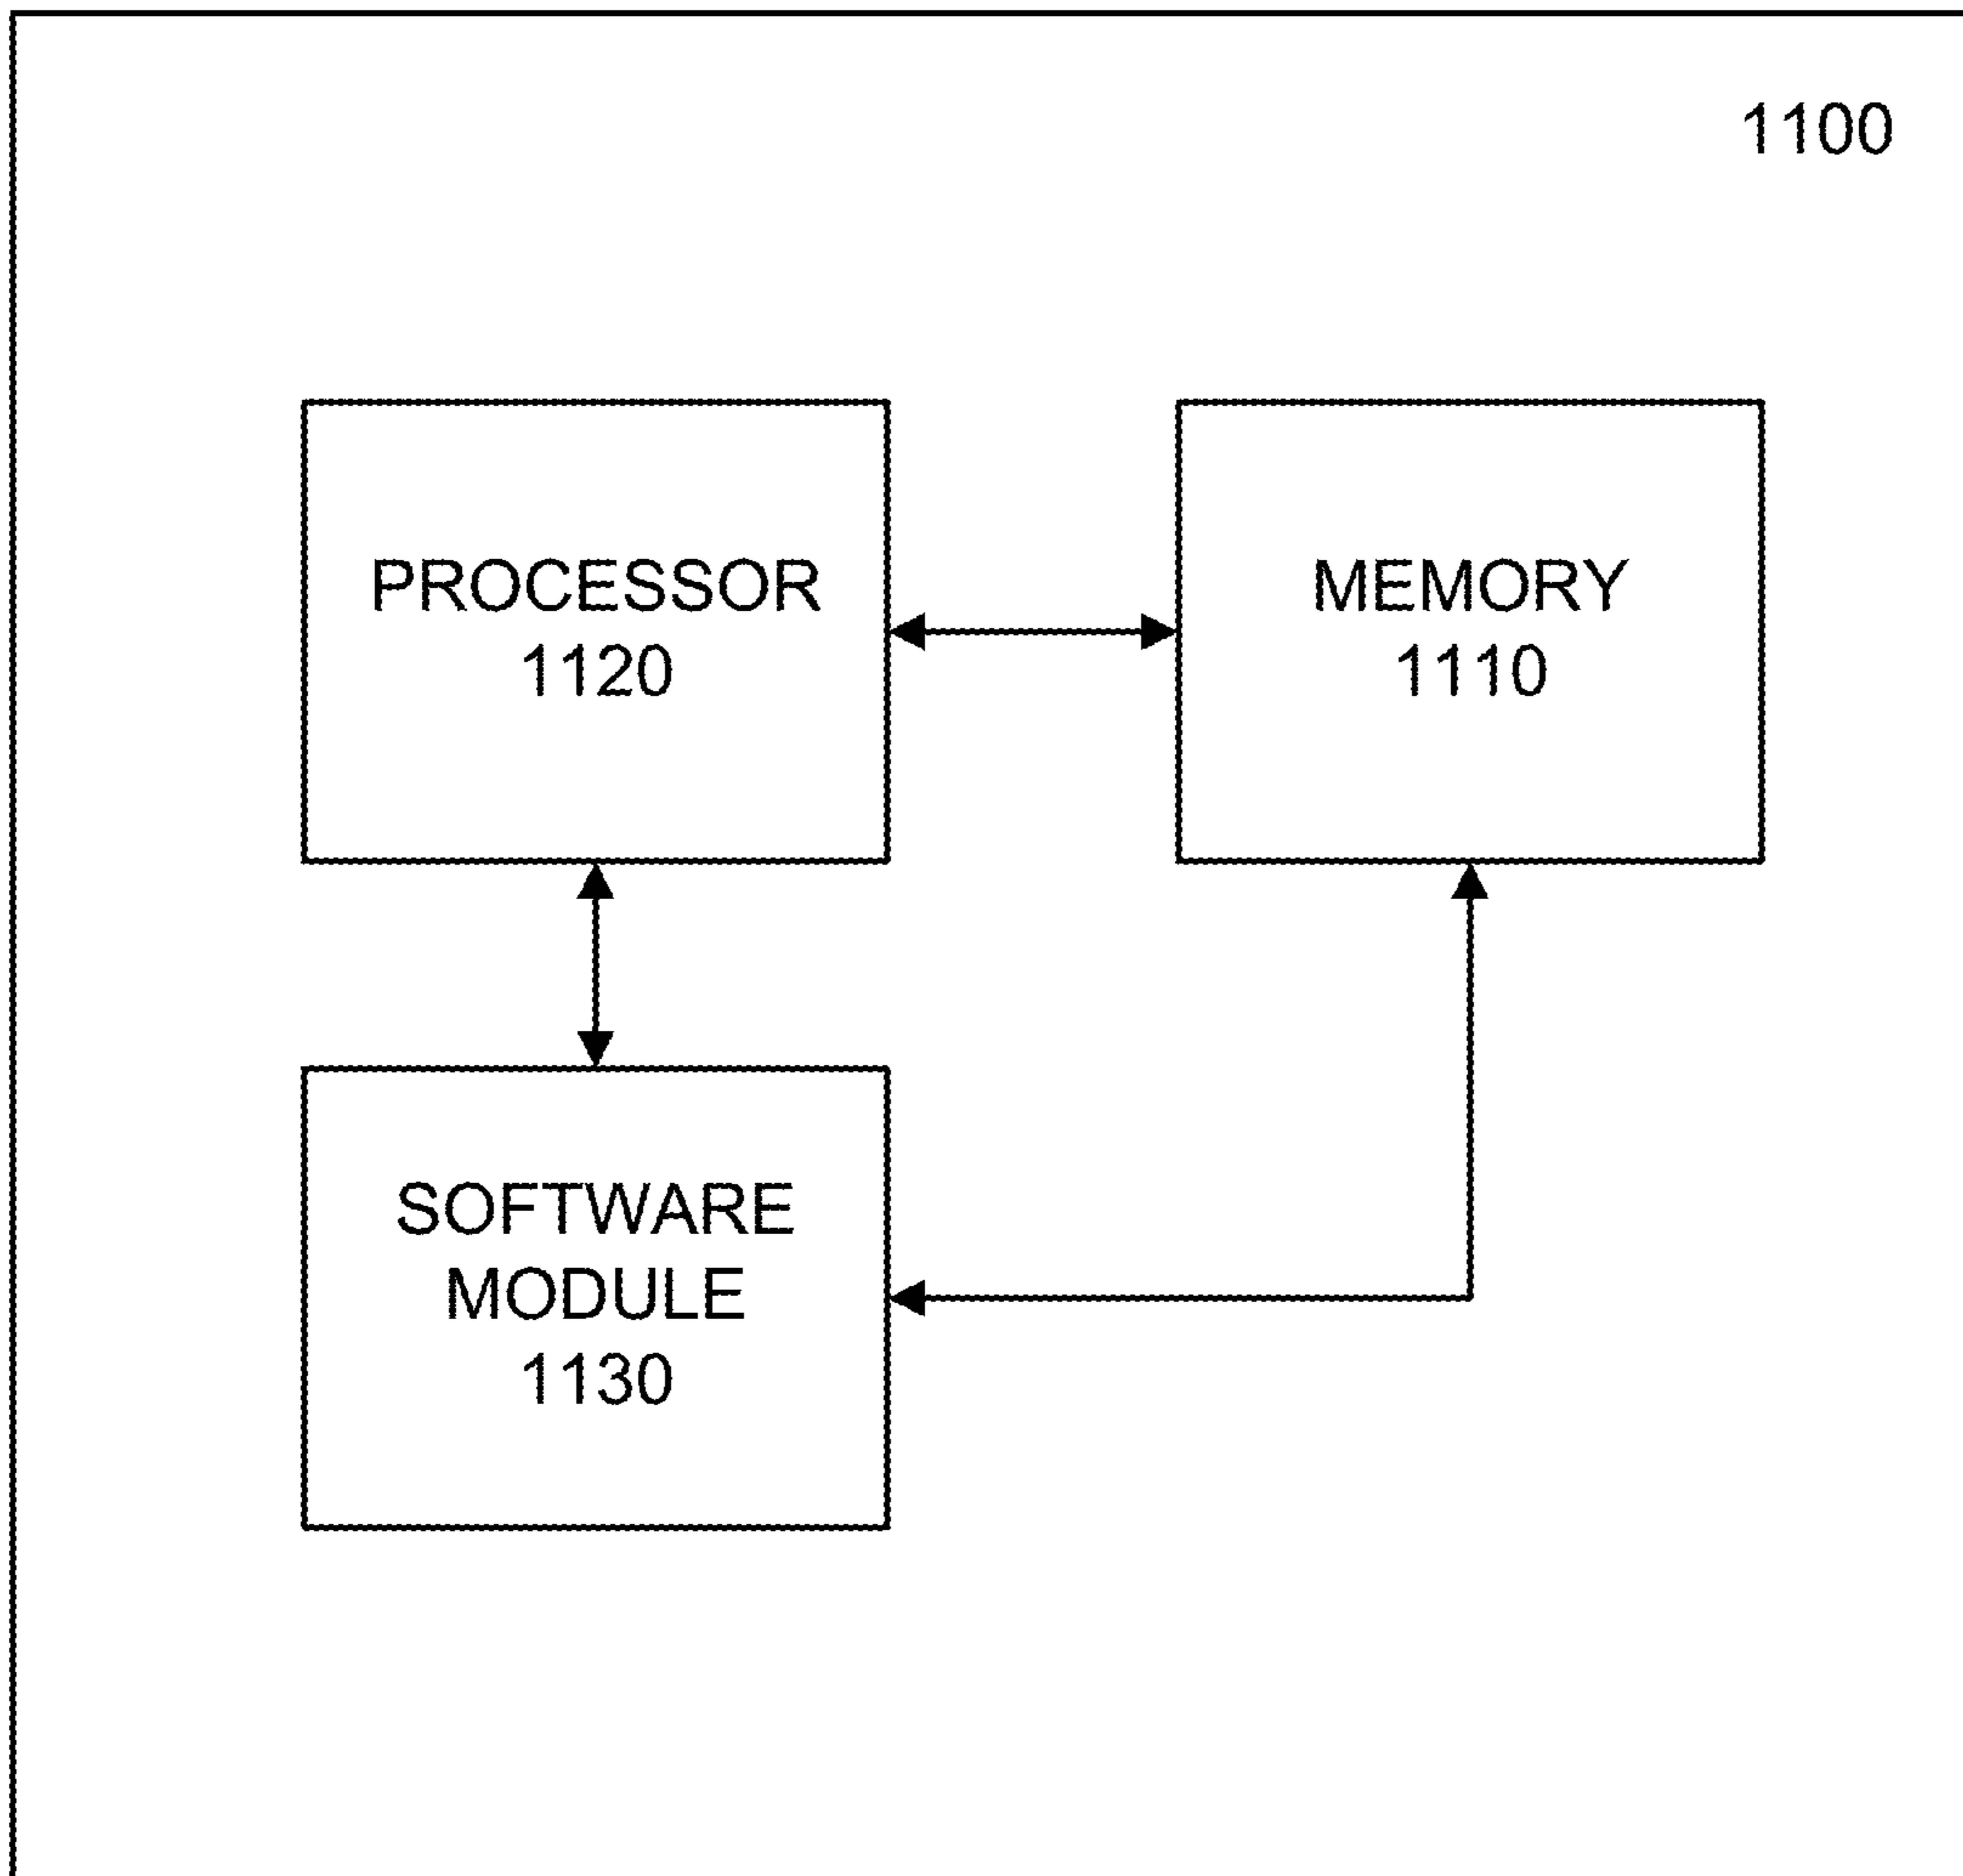 1100
PROCESSOR
1120
MEMORY
1110
SOFTWARE
MODULE
1130